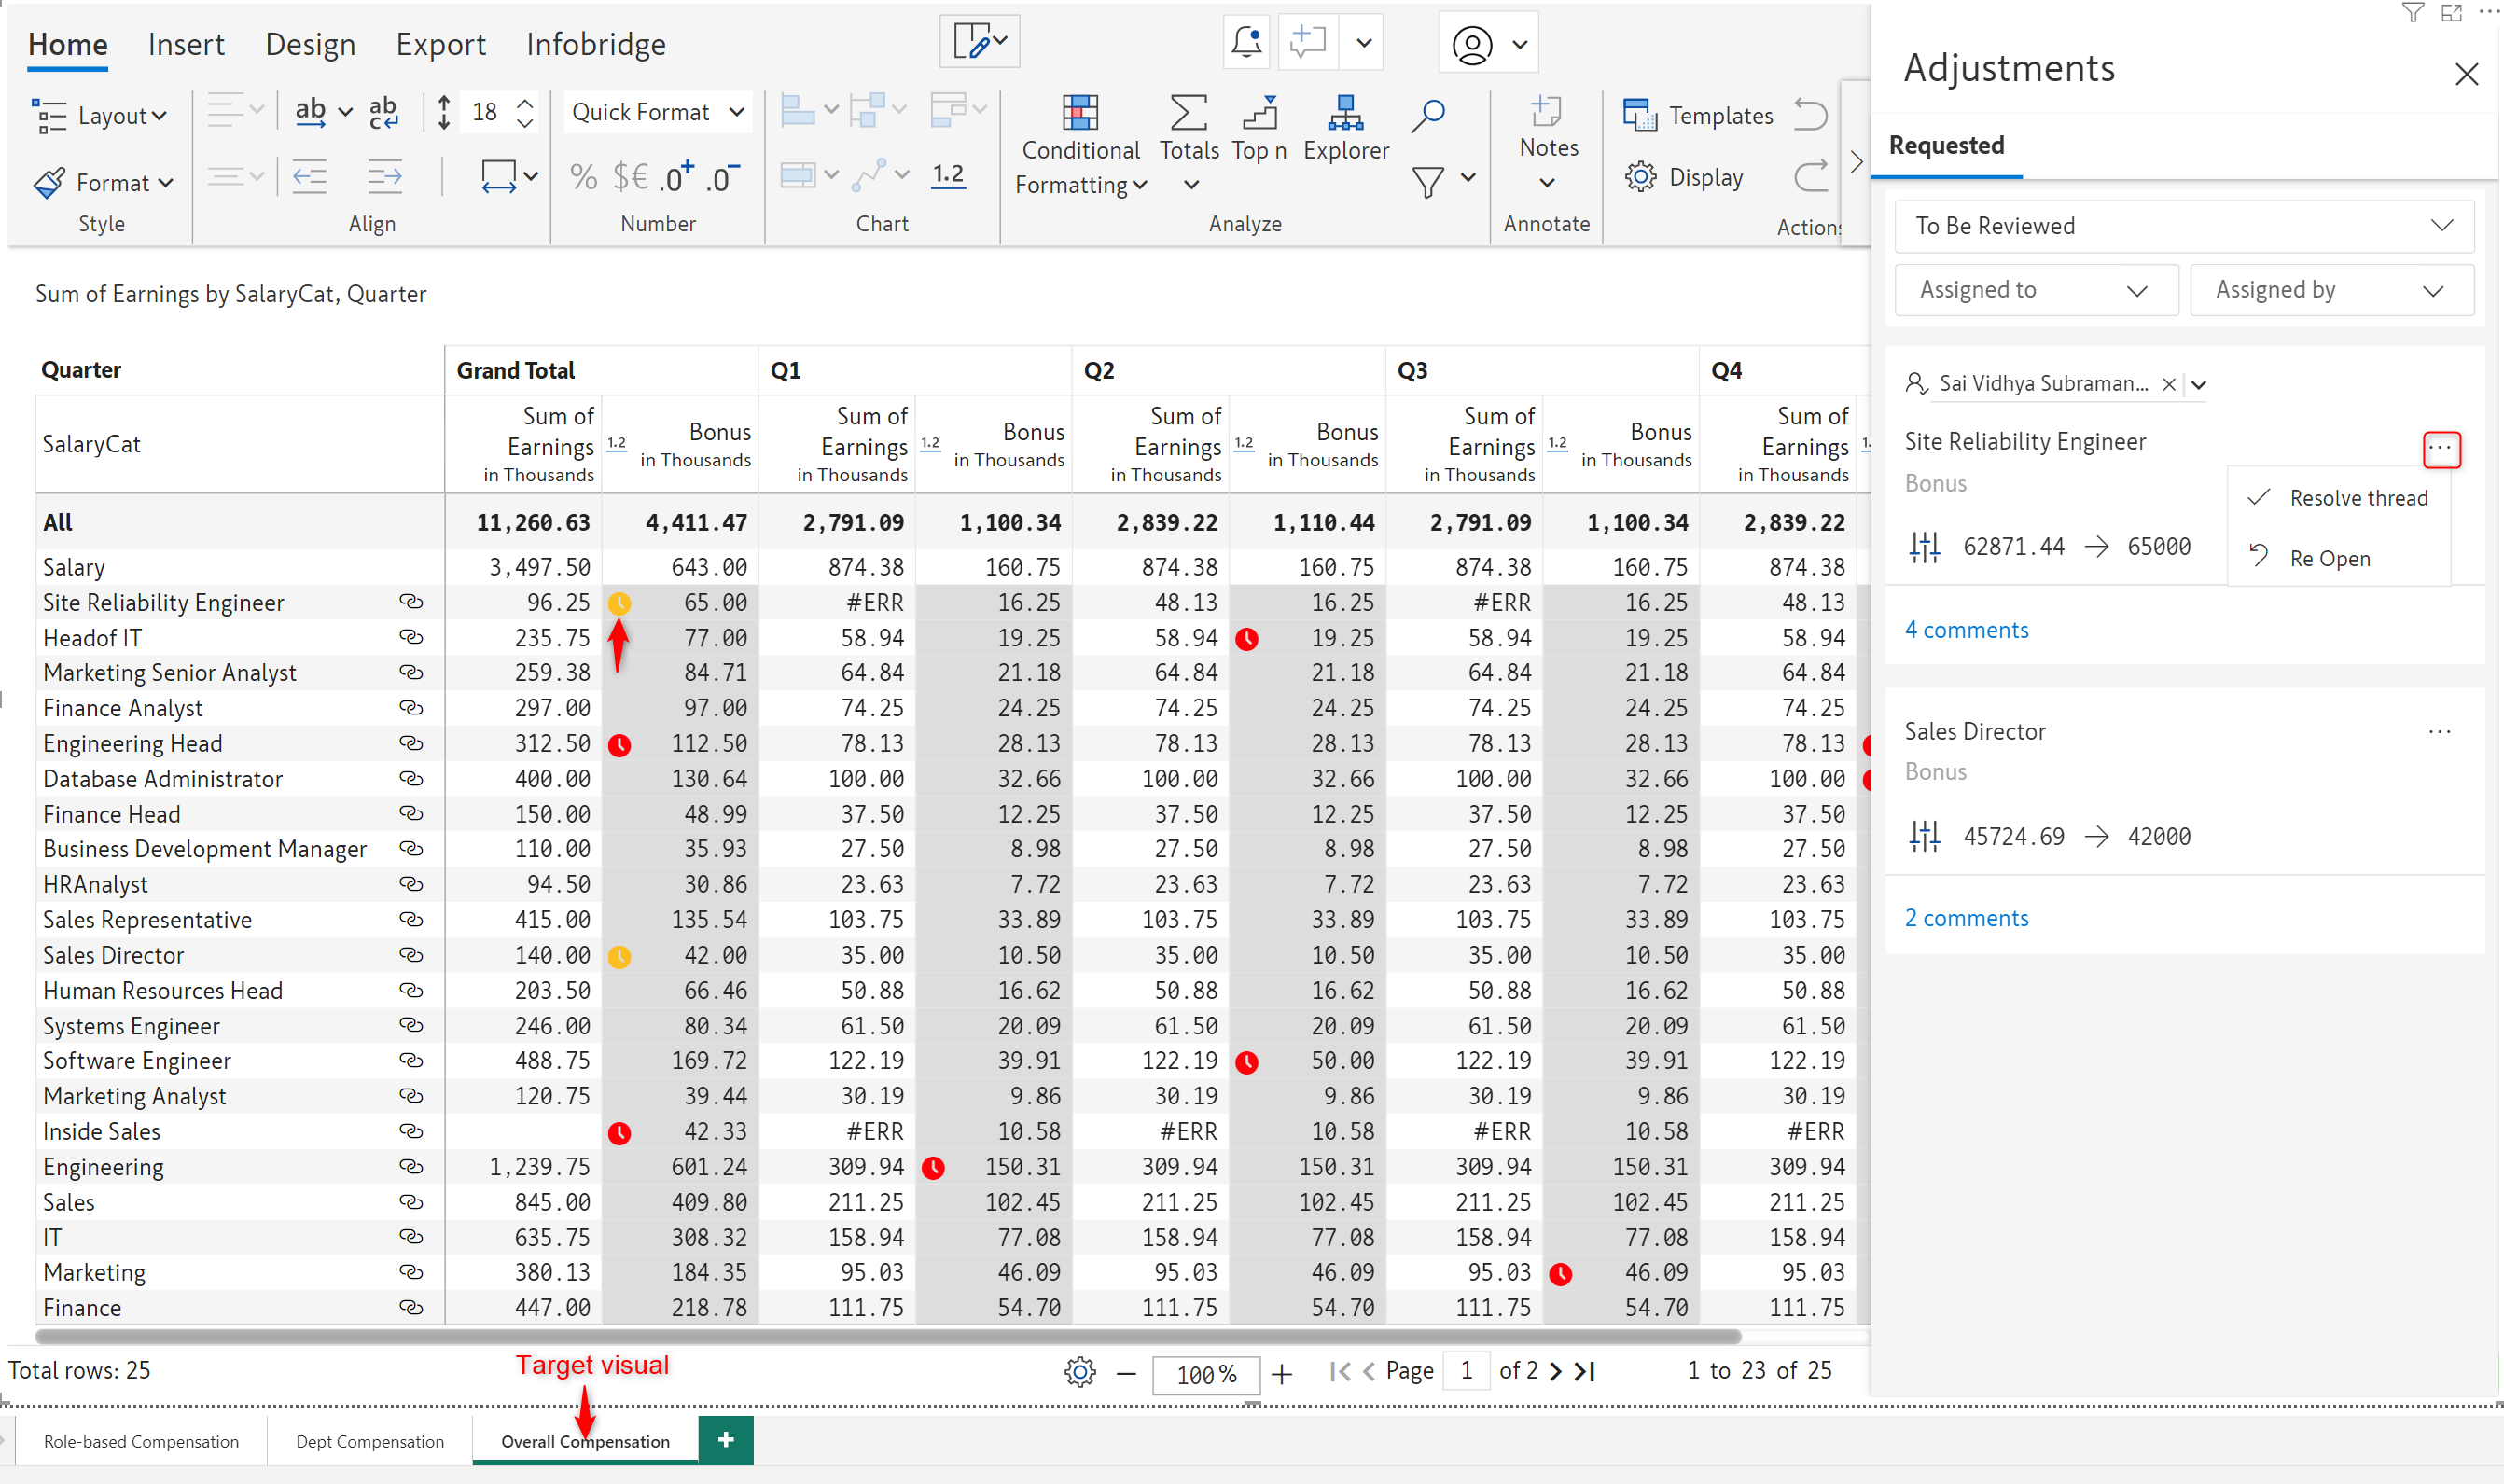 Home Insert Design Export Infobridge
Layout
ab
ab
c
18
Quick Format
Conditional
Formatting
Totals
Top n
Explorer
Notes
Templates
Format
% $€ .0+ .0-
1.2
Display
Style
Align
Number
Chart
Analyze
Annotate
Actions
Sum of Earnings by SalaryCat, Quarter
Quarter Grand Total Q1 Q2 Q3 Q4
SalaryCat
Sum of Earnings in Thousands 1.2 Bonus in Thousands Sum of Earnings in Thousands 1.2 Bonus in Thousands Sum of Earnings in Thousands 1.2 Bonus in Thousands Sum of Earnings in Thousands 1.2 Bonus in Thousands Sum of Earnings in Thousands 1.
All 11,260.63 4,411.47 2,791.09 1,100.34 2,839.22 1,110.44 2,791.09 1,100.34 2,839.22
Salary 3,497.50 643.00 874.38 160.75 874.38 160.75 874.38 160.75 874.38
Site Reliability Engineer 96.25 65.00 #ERR 16.25 48.13 16.25 #ERR 16.25 48.13
Headof IT 235.75 77.00 58.94 19.25 58.94 19.25 58.94 19.25 58.94
Marketing Senior Analyst 259.38 84.71 64.84 21.18 64.84 21.18 64.84 21.18 64.84
Finance Analyst 297.00 97.00 74.25 24.25 74.25 24.25 74.25 24.25 74.25
Engineering Head 312.50 112.50 78.13 28.13 78.13 28.13 78.13 28.13 78.13
Database Administrator 400.00 130.64 100.00 32.66 100.00 32.66 100.00 32.66 100.00
Finance Head 150.00 48.99 37.50 12.25 37.50 12.25 37.50 12.25 37.50
Business Development Manager 110.00 35.93 27.50 8.98 27.50 8.98 27.50 8.98 27.50
HRAnalyst 94.50 30.86 23.63 7.72 23.63 7.72 23.63 7.72 23.63
Sales Representative 415.00 135.54 103.75 33.89 103.75 33.89 103.75 33.89 103.75
Sales Director 140.00 42.00 35.00 10.50 35.00 10.50 35.00 10.50 35.00
Human Resources Head 203.50 66.46 50.88 16.62 50.88 16.62 50.88 16.62 50.88
Systems Engineer 246.00 80.34 61.50 20.09 61.50 20.09 61.50 20.09 61.50
Software Engineer 488.75 169.72 122.19 39.91 122.19 50.00 122.19 39.91 122.19
Marketing Analyst 120.75 39.44 30.19 9.86 30.19 9.86 30.19 9.86 30.19
Inside Sales 42.33 #ERR 10.58 #ERR 10.58 #ERR 10.58 #ERR
Engineering 1,239.75 601.24 309.94 150.31 309.94 150.31 309.94 150.31 309.94
Sales 845.00 409.80 211.25 102.45 211.25 102.45 211.25 102.45 211.25
IT 635.75 308.32 158.94 77.08 158.94 77.08 158.94 77.08 158.94
Marketing 380.13 184.35 95.03 46.09 95.03 46.09 95.03 46.09 95.03
Finance 447.00 218.78 111.75 54.70 111.75 54.70 111.75 54.70 111.75
Total rows: 25
Target visual
100%
Page 1 of 2
1 to 23 of 25
Role-based Compensation Dept Compensation Overall Compensation +
Adjustments
Requested
To Be Reviewed
Assigned to
Assigned by
Sai Vidhya Subraman...
Site Reliability Engineer
Bonus
Resolve thread
62871.44 → 65000
Re Open
4 comments
Sales Director
Bonus
45724.69 → 42000
2 comments